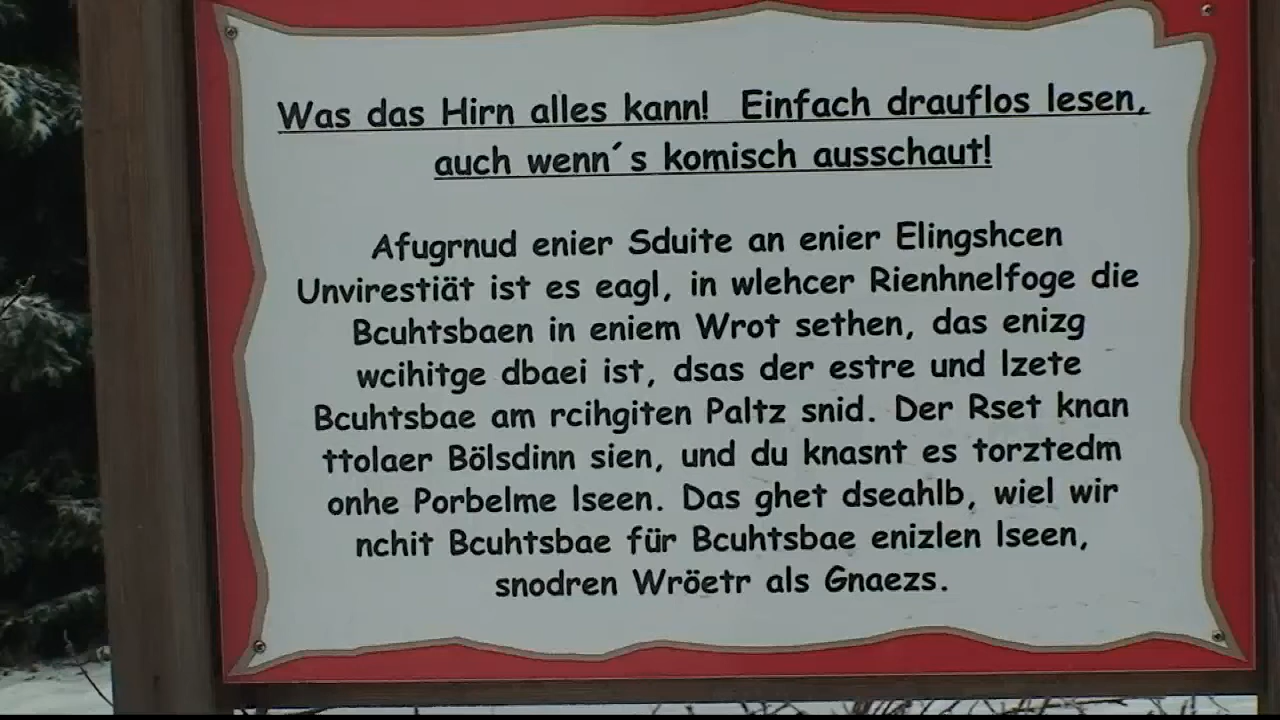 Was das Hirn alles kann! Einfach drauflos lesen,
auch wenn´s komisch ausschaut!
Afugrnud enier Sduite an enier Elingshcen
Unvirestiät ist es eagl, in wlehcer Rienhnelfoge die
Bcuhtsbaen in eniem Wrot sethen, das enizg
wcihitge dbaei ist, dsas der estre und lzete
Bcuhtsbae am rcihgiten Paltz snid. Der Rset knan
ttolaer Bölsdinn sien, und du knasnt es torztedm
onhe Porbelme lseen. Das ghet dseahlb, wiel wir
nchit Bcuhtsbae für Bcuhtsbae enizlen lseen,
snodren Wröetr als Gnaezs.